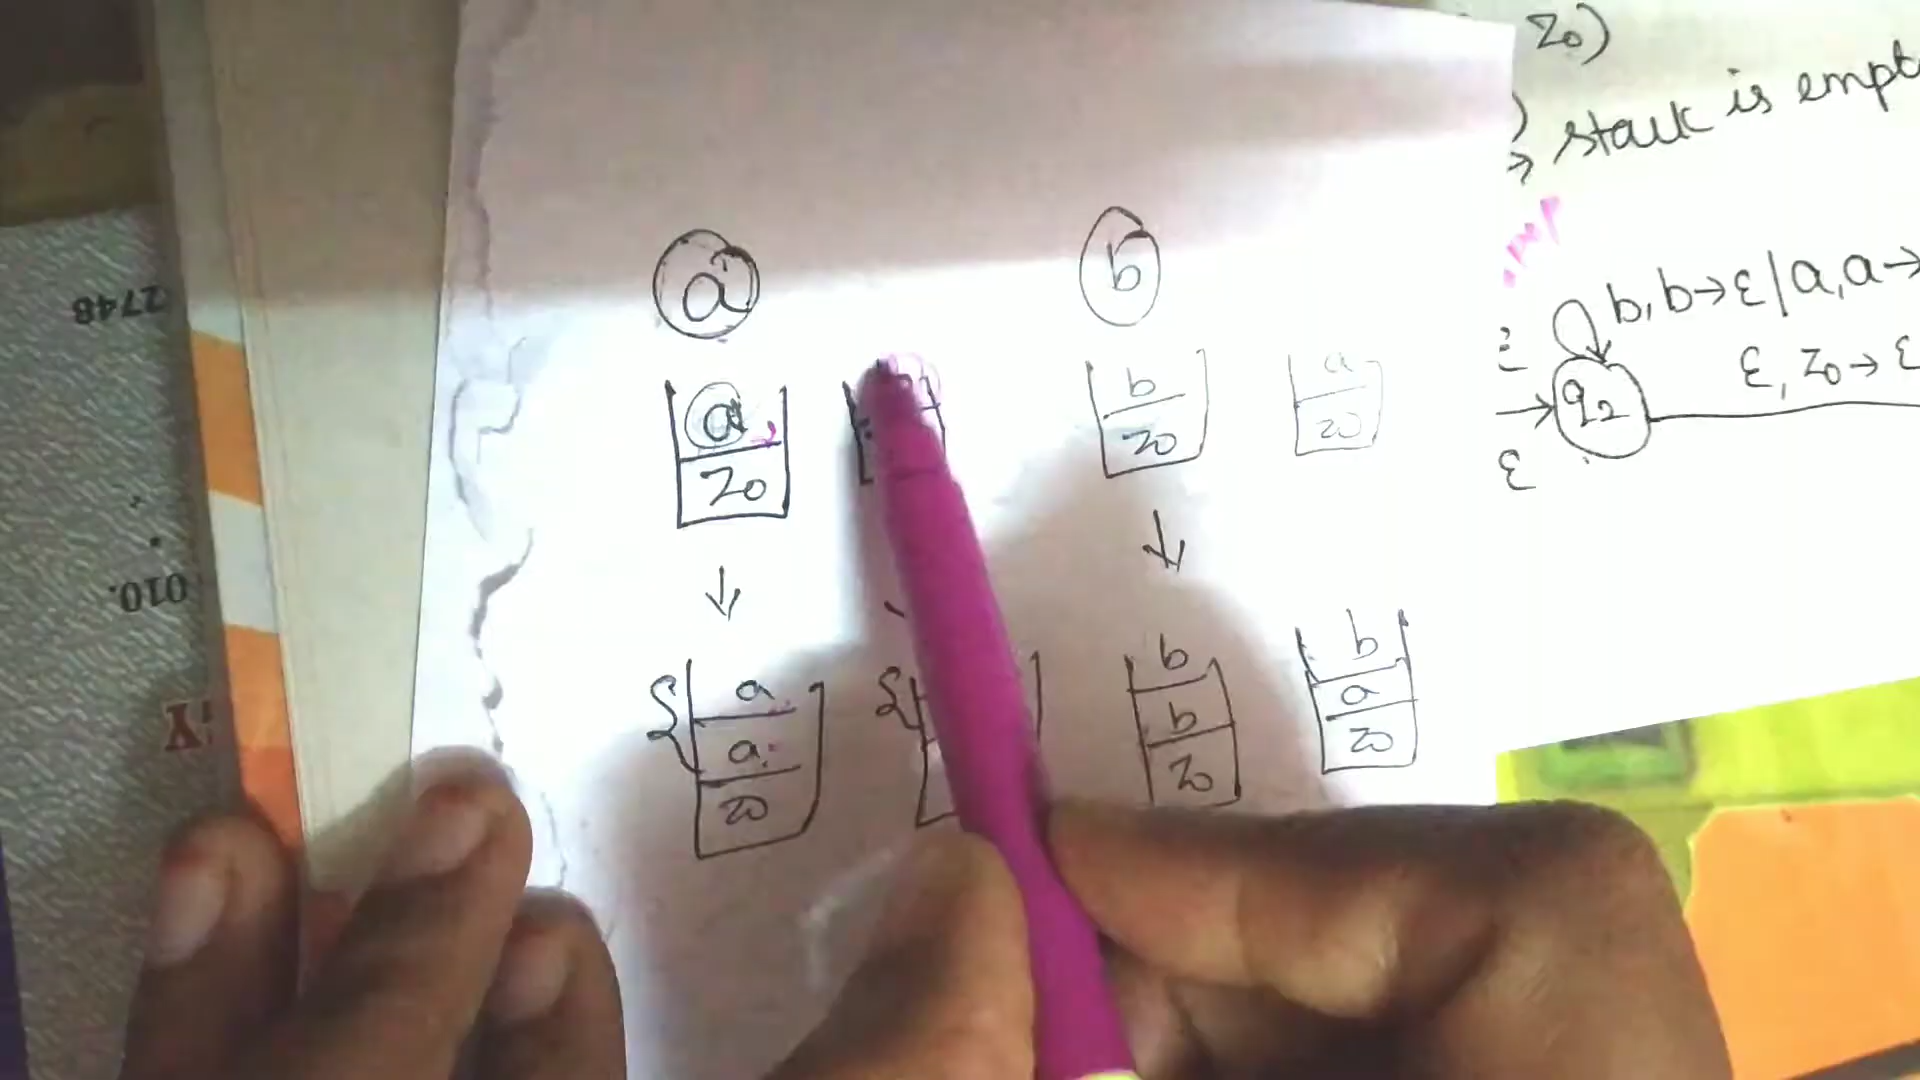 z0)
)
→ stack is empt
a b
a b a
z0 z0 z0
↓ ↓
a b b
a b a
z0 z0 z0
b,b→ε|a,a→
ε, z0→ε
→ q2
ε
2748
010.
Y